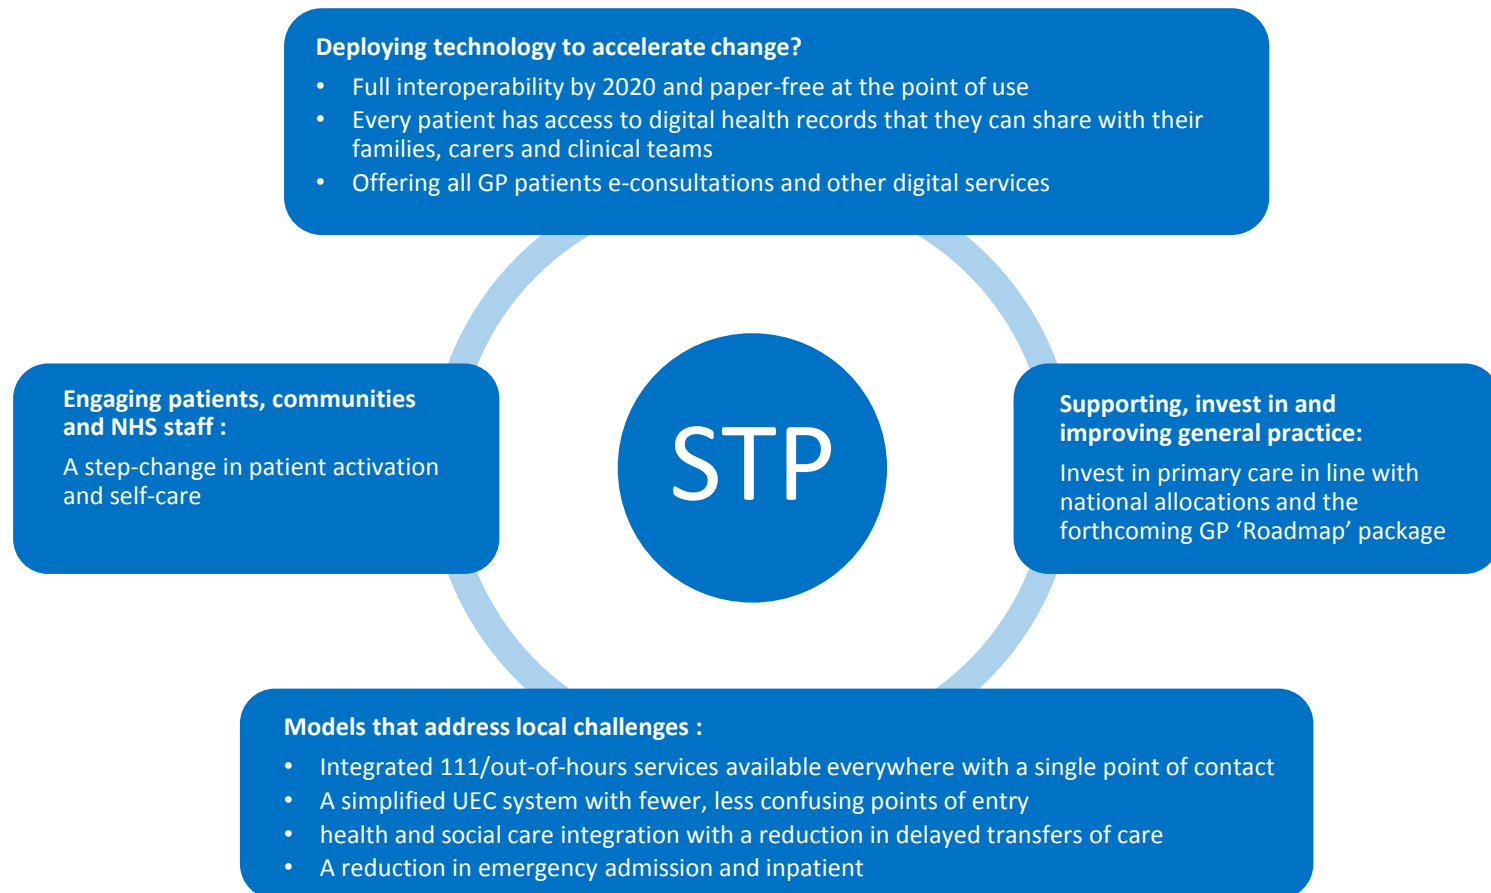 Deploying technology to accelerate change?
• Full interoperability by 2020 and paper-free at the point of use
• Every patient has access to digital health records that they can share with their
families, carers and clinical teams
• Offering all GP patients e-consultations and other digital services
Engaging patients, communities
and NHS staff :
A step-change in patient activation
and self-care
STP
Supporting, invest in and
improving general practice:
Invest in primary care in line with
national allocations and the
forthcoming GP ‘Roadmap’ package
Models that address local challenges :
• Integrated 111/out-of-hours services available everywhere with a single point of contact
• A simplified UEC system with fewer, less confusing points of entry
• health and social care integration with a reduction in delayed transfers of care
• A reduction in emergency admission and inpatient